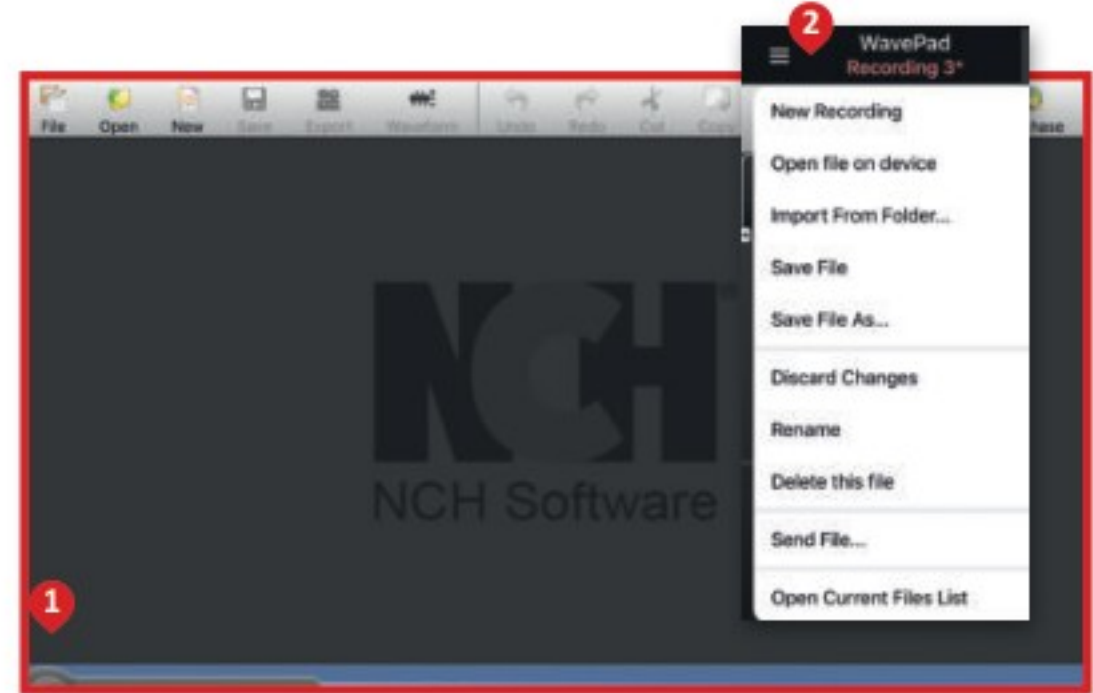 2
WavePad
Recording 3*
File Open New Save Export Waveform Undo Redo Cut Copy hase
New Recording
Open file on device
Import From Folder...
Save File
Save File As...
Discard Changes
Rename
Delete this file
Send File...
Open Current Files List
NCH
NCH Software
1